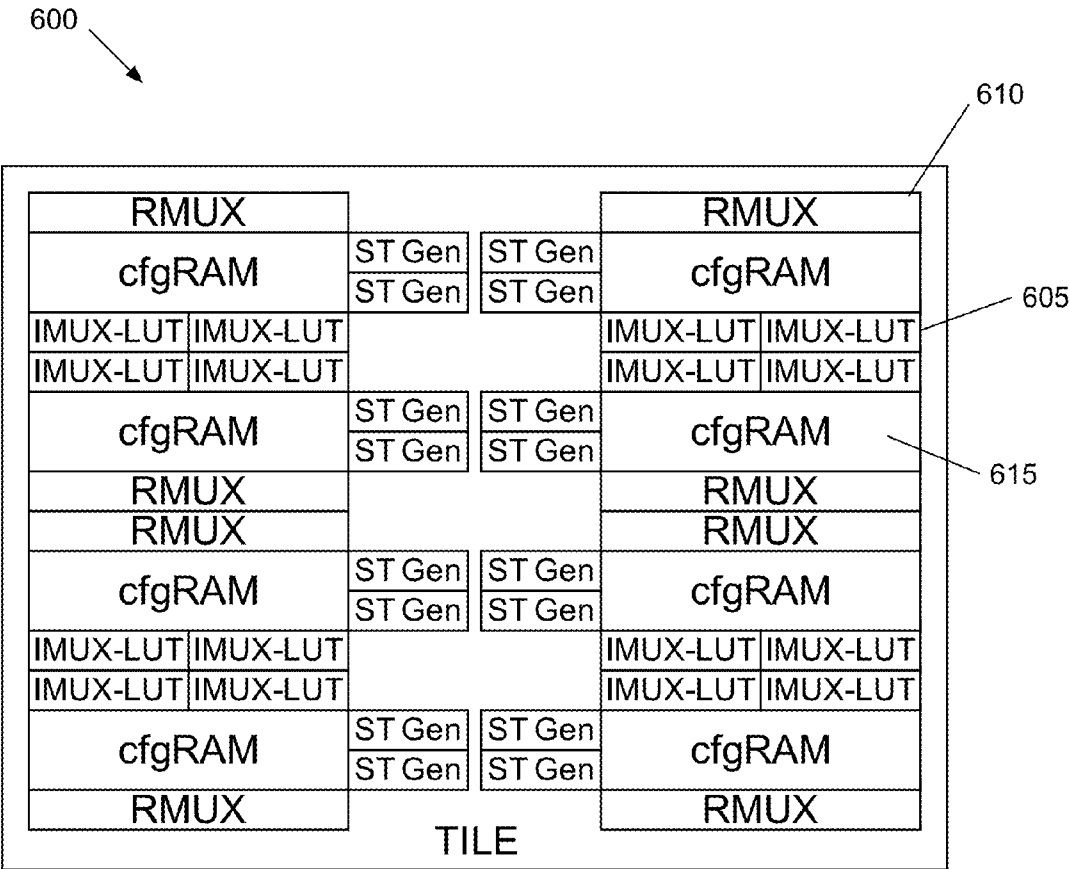 600
610
RMUX RMUX
cfgRAM ST Gen ST Gen cfgRAM
ST Gen ST Gen
605
IMUX-LUT IMUX-LUT IMUX-LUT IMUX-LUT
IMUX-LUT IMUX-LUT IMUX-LUT IMUX-LUT
cfgRAM ST Gen ST Gen cfgRAM
ST Gen ST Gen
615
RMUX RMUX
RMUX RMUX
cfgRAM ST Gen ST Gen cfgRAM
ST Gen ST Gen
IMUX-LUT IMUX-LUT IMUX-LUT IMUX-LUT
IMUX-LUT IMUX-LUT IMUX-LUT IMUX-LUT
cfgRAM ST Gen ST Gen cfgRAM
ST Gen ST Gen
RMUX RMUX
TILE